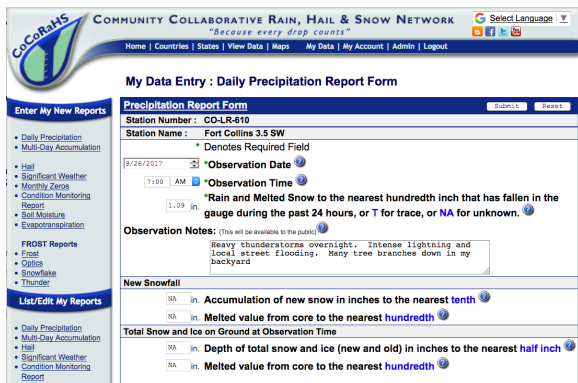 CoCoRaHS
COMMUNITY COLLABORATIVE RAIN, HAIL & SNOW NETWORK
"Because every drop counts"
Select Language ▼
Home | Countries | States | View Data | Maps My Data | My Account | Admin | Logout
My Data Entry : Daily Precipitation Report Form
Enter My New Reports
• Daily Precipitation
• Multi-Day Accumulation
• Hail
• Significant Weather
• Monthly Zeros
• Condition Monitoring
Report
• Soil Moisture
• Evapotranspiration
FROST Reports
• Frost
• Optics
• Snowflake
• Thunder
List/Edit My Reports
• Daily Precipitation
• Multi-Day Accumulation
• Hail
• Significant Weather
• Condition Monitoring
Report
Precipitation Report Form Submit Reset
Station Number : CO-LR-610
Station Name : Fort Collins 3.5 SW
* Denotes Required Field
9/26/2017 *Observation Date ?
7:00 AM *Observation Time ?
1.09 in. *Rain and Melted Snow to the nearest hundredth inch that has fallen in the
gauge during the past 24 hours, or T for trace, or NA for unknown. ?
Observation Notes: (This will be available to the public) ?
Heavy thunderstorms overnight. Intense lightning and
local street flooding. Many tree branches down in my
backyard
New Snowfall
NA in. Accumulation of new snow in inches to the nearest tenth ?
NA in. Melted value from core to the nearest hundredth ?
Total Snow and Ice on Ground at Observation Time
NA in. Depth of total snow and ice (new and old) in inches to the nearest half inch ?
NA in. Melted value from core to the nearest hundredth ?